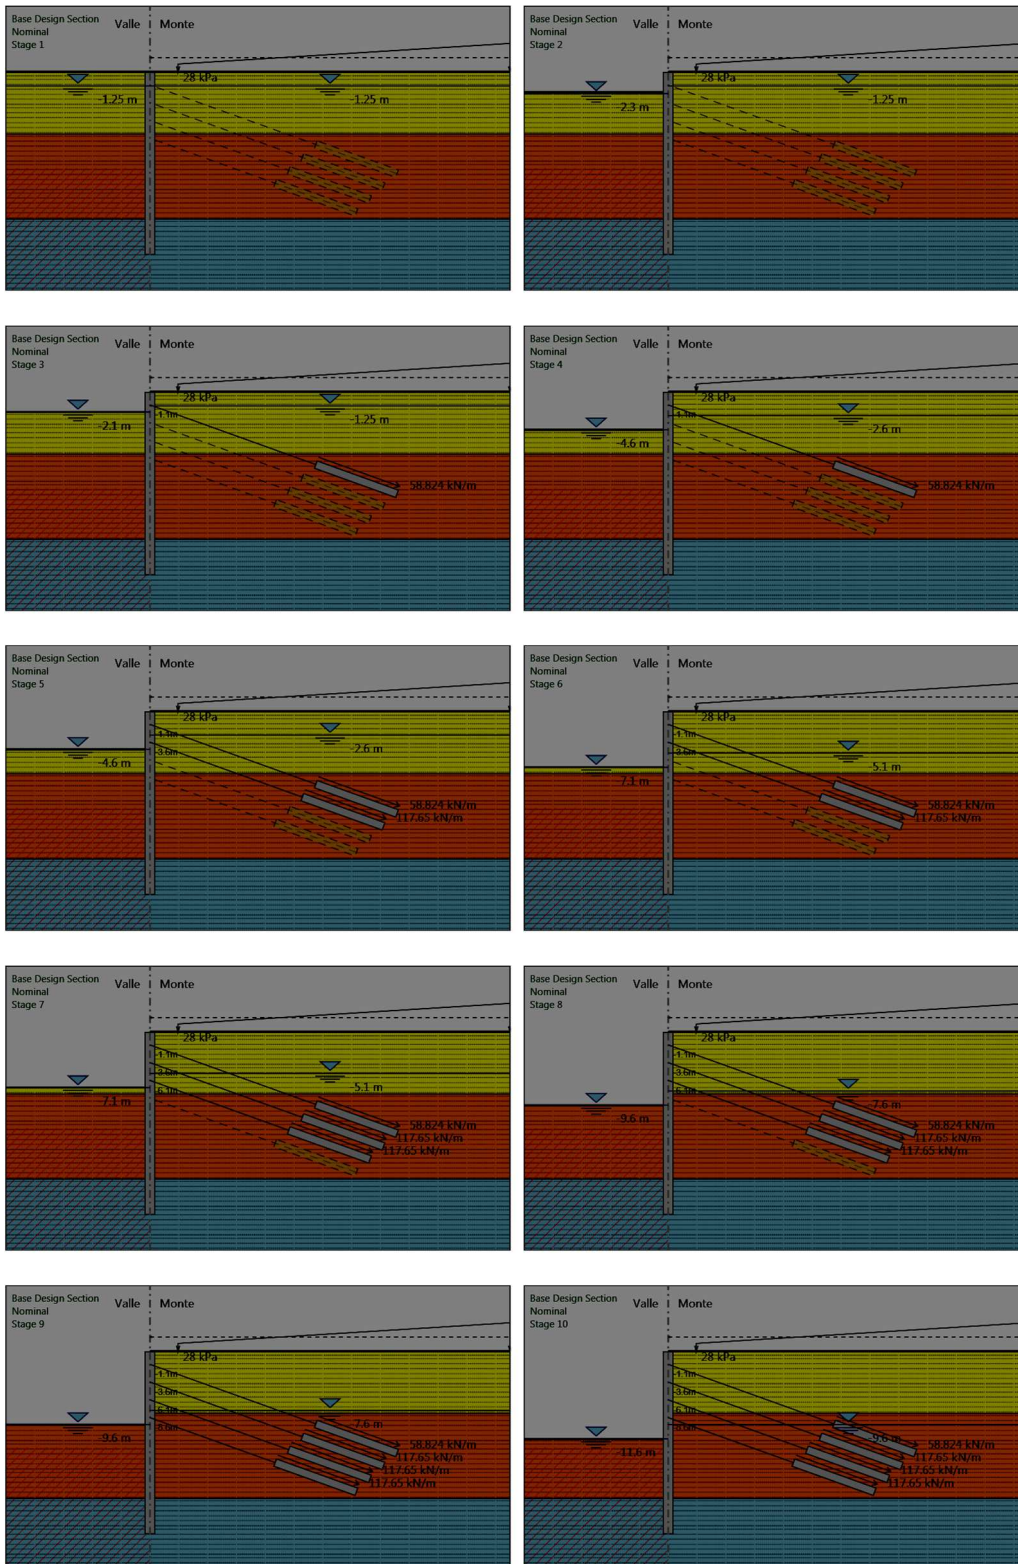 Base Design Section
Nominal
Stage 1
Valle
Monte
28 kPa
-1.25 m
-1.25 m
Base Design Section
Nominal
Stage 2
Valle
Monte
28 kPa
2.3 m
-1.25 m
Base Design Section
Nominal
Stage 3
Valle
Monte
28 kPa
-1.1m
-2.1 m
-1.25 m
58.824 kN/m
Base Design Section
Nominal
Stage 4
Valle
Monte
28 kPa
-1.1m
-4.6 m
-2.6 m
58.824 kN/m
Base Design Section
Nominal
Stage 5
Valle
Monte
28 kPa
-1.1m
-3.6m
-4.6 m
-2.6 m
58.824 kN/m
117.65 kN/m
Base Design Section
Nominal
Stage 6
Valle
Monte
28 kPa
-1.1m
-3.6m
7.1 m
-5.1 m
58.824 kN/m
117.65 kN/m
Base Design Section
Nominal
Stage 7
Valle
Monte
28 kPa
-1.1m
-3.6m
-6.1m
7.1 m
-5.1 m
58.824 kN/m
117.65 kN/m
117.65 kN/m
Base Design Section
Nominal
Stage 8
Valle
Monte
28 kPa
-1.1m
-3.6m
-6.1m
-9.6 m
-7.6 m
58.824 kN/m
117.65 kN/m
117.65 kN/m
Base Design Section
Nominal
Stage 9
Valle
Monte
28 kPa
-1.1m
-3.6m
-6.1m
-9.6 m
-7.6 m
58.824 kN/m
117.65 kN/m
117.65 kN/m
117.65 kN/m
Base Design Section
Nominal
Stage 10
Valle
Monte
28 kPa
-1.1m
-3.6m
-6.1m
-11.6 m
-9.6 m
58.824 kN/m
117.65 kN/m
117.65 kN/m
117.65 kN/m